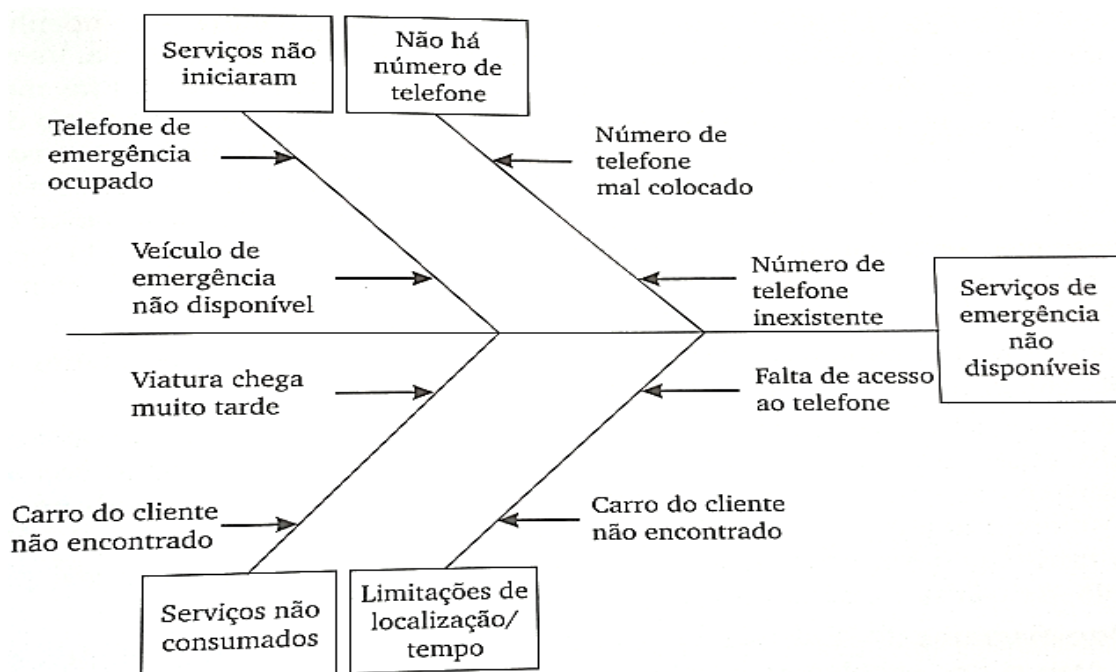 Serviços não
iniciaram
Não há
número de
telefone
Telefone de
emergência
ocupado
Número de
telefone
mal colocado
Veículo de
emergência
não disponível
Número de
telefone
inexistente
Serviços de
emergência
não
disponíveis
Viatura chega
muito tarde
Falta de acesso
ao telefone
Carro do cliente
não encontrado
Carro do cliente
não encontrado
Serviços não
consumados
Limitações de
localização/
tempo